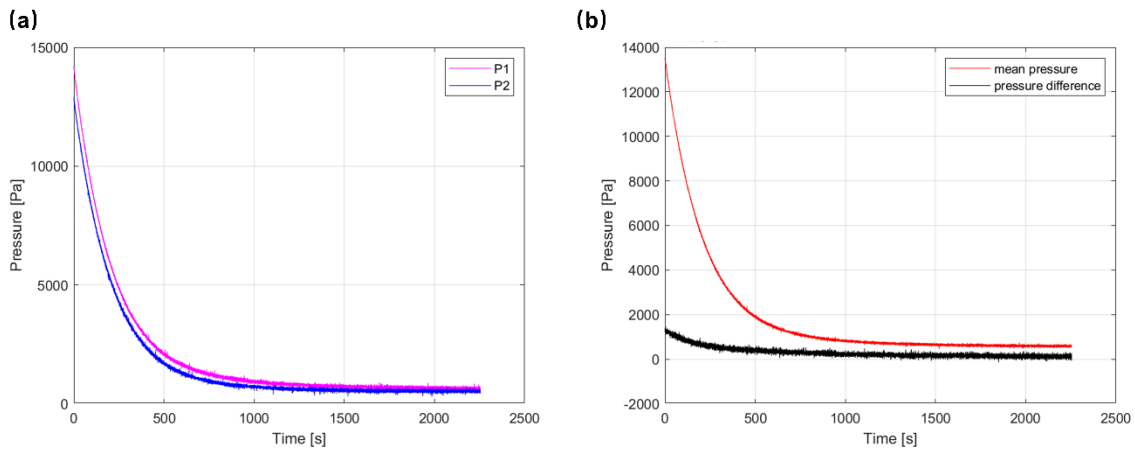 (a)
15000
10000
5000
0
Pressure [Pa]
P1
P2
0 500 1000 1500 2000 2500
Time [s]
(b)
14000
12000
10000
8000
6000
4000
2000
0
-2000
Pressure [Pa]
mean pressure
pressure difference
0 500 1000 1500 2000 2500
Time [s]